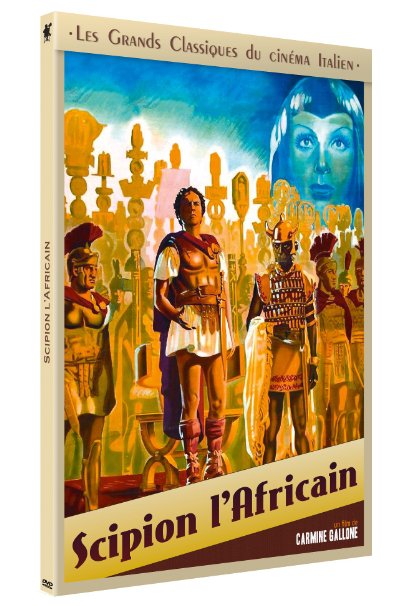 · Les Grands Classiques du cinéma Italien ·
Scipion l'Africain
Scipion l'Africain
un film de
CARMINE GALLONE
DVD